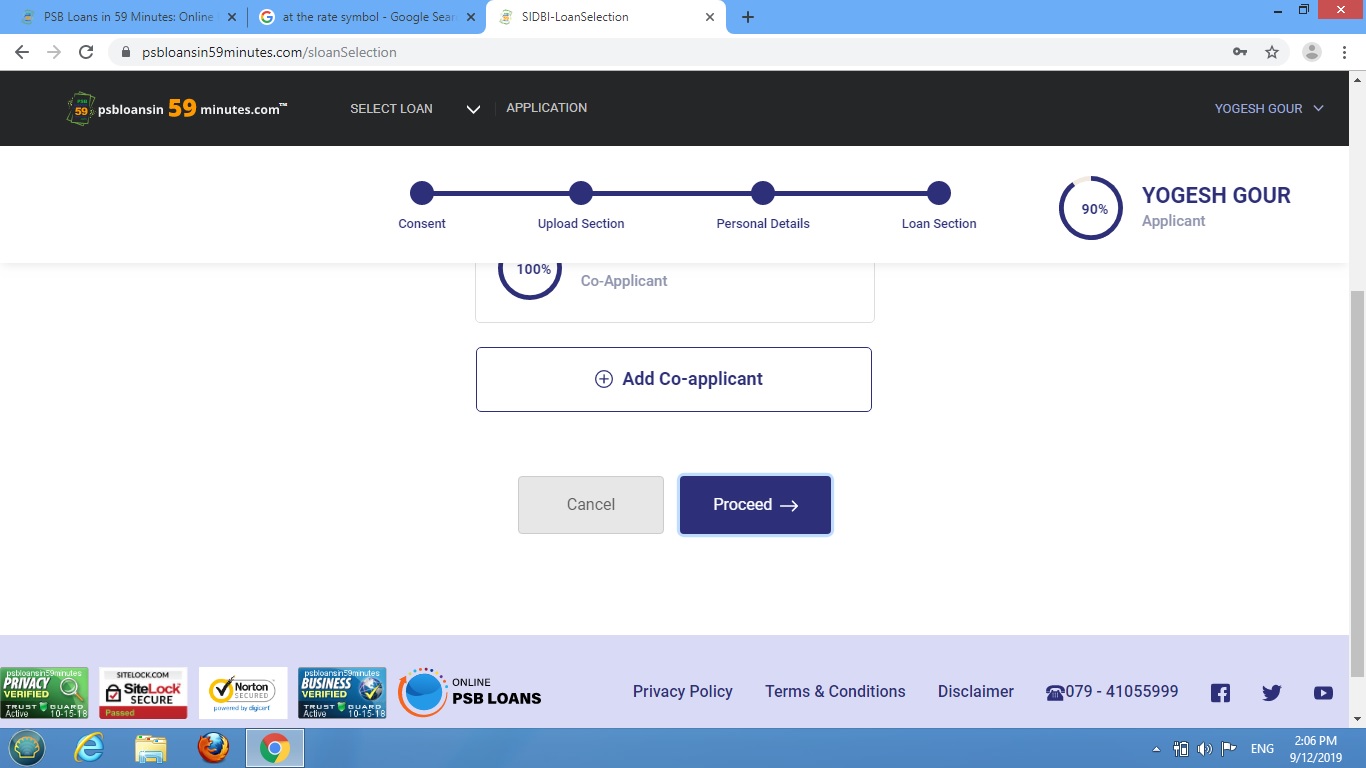 PSB Loans in 59 Minutes: Online
at the rate symbol - Google Sear
SIDBI-LoanSelection
psbloansin59minutes.com/sloanSelection
PSB 59
psbloansin 59 minutes.com™
SELECT LOAN
APPLICATION
YOGESH GOUR
Consent
Upload Section
Personal Details
Loan Section
90%
YOGESH GOUR
Applicant
100%
Co-Applicant
Add Co-applicant
Cancel
Proceed
psbloansin59minutes
PRIVACY
VERIFIED
TRUST GUARD
Active 10-15-18
SITELOCK.COM
SiteLock
SECURE
Passed
Norton
SECURED
powered by digicert
psbloansin59minutes
BUSINESS
VERIFIED
TRUST GUARD
Active 10-15-18
ONLINE
PSB LOANS
Privacy Policy
Terms & Conditions
Disclaimer
079 - 41055999
ENG
2:06 PM
9/12/2019